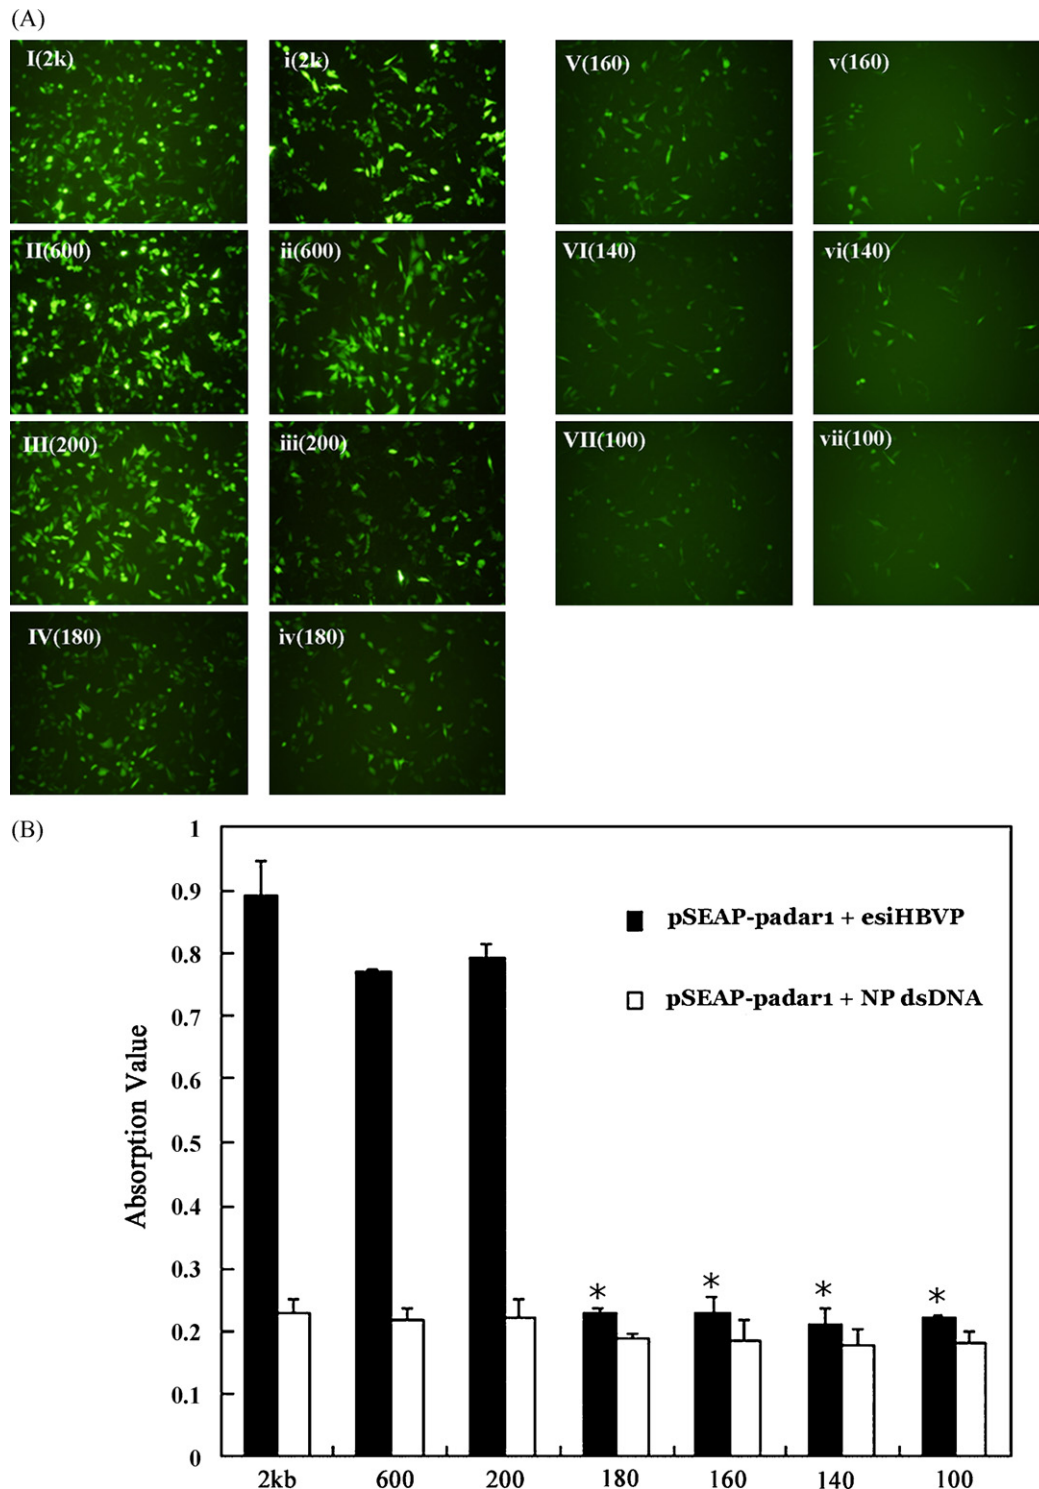 (A)
I(2k) i(2k) V(160) v(160)
II(600) ii(600) VI(140) vi(140)
III(200) iii(200) VII(100) vii(100)
IV(180) iv(180)
(B)
1
0.9
pSEAP-padar1 + esiHBVP
0.8
pSEAP-padar1 + NP dsDNA
0.7
0.6
0.5
0.4
0.3
0.2
0.1
0
Absorption Value
* * * *
2kb 600 200 180 160 140 100